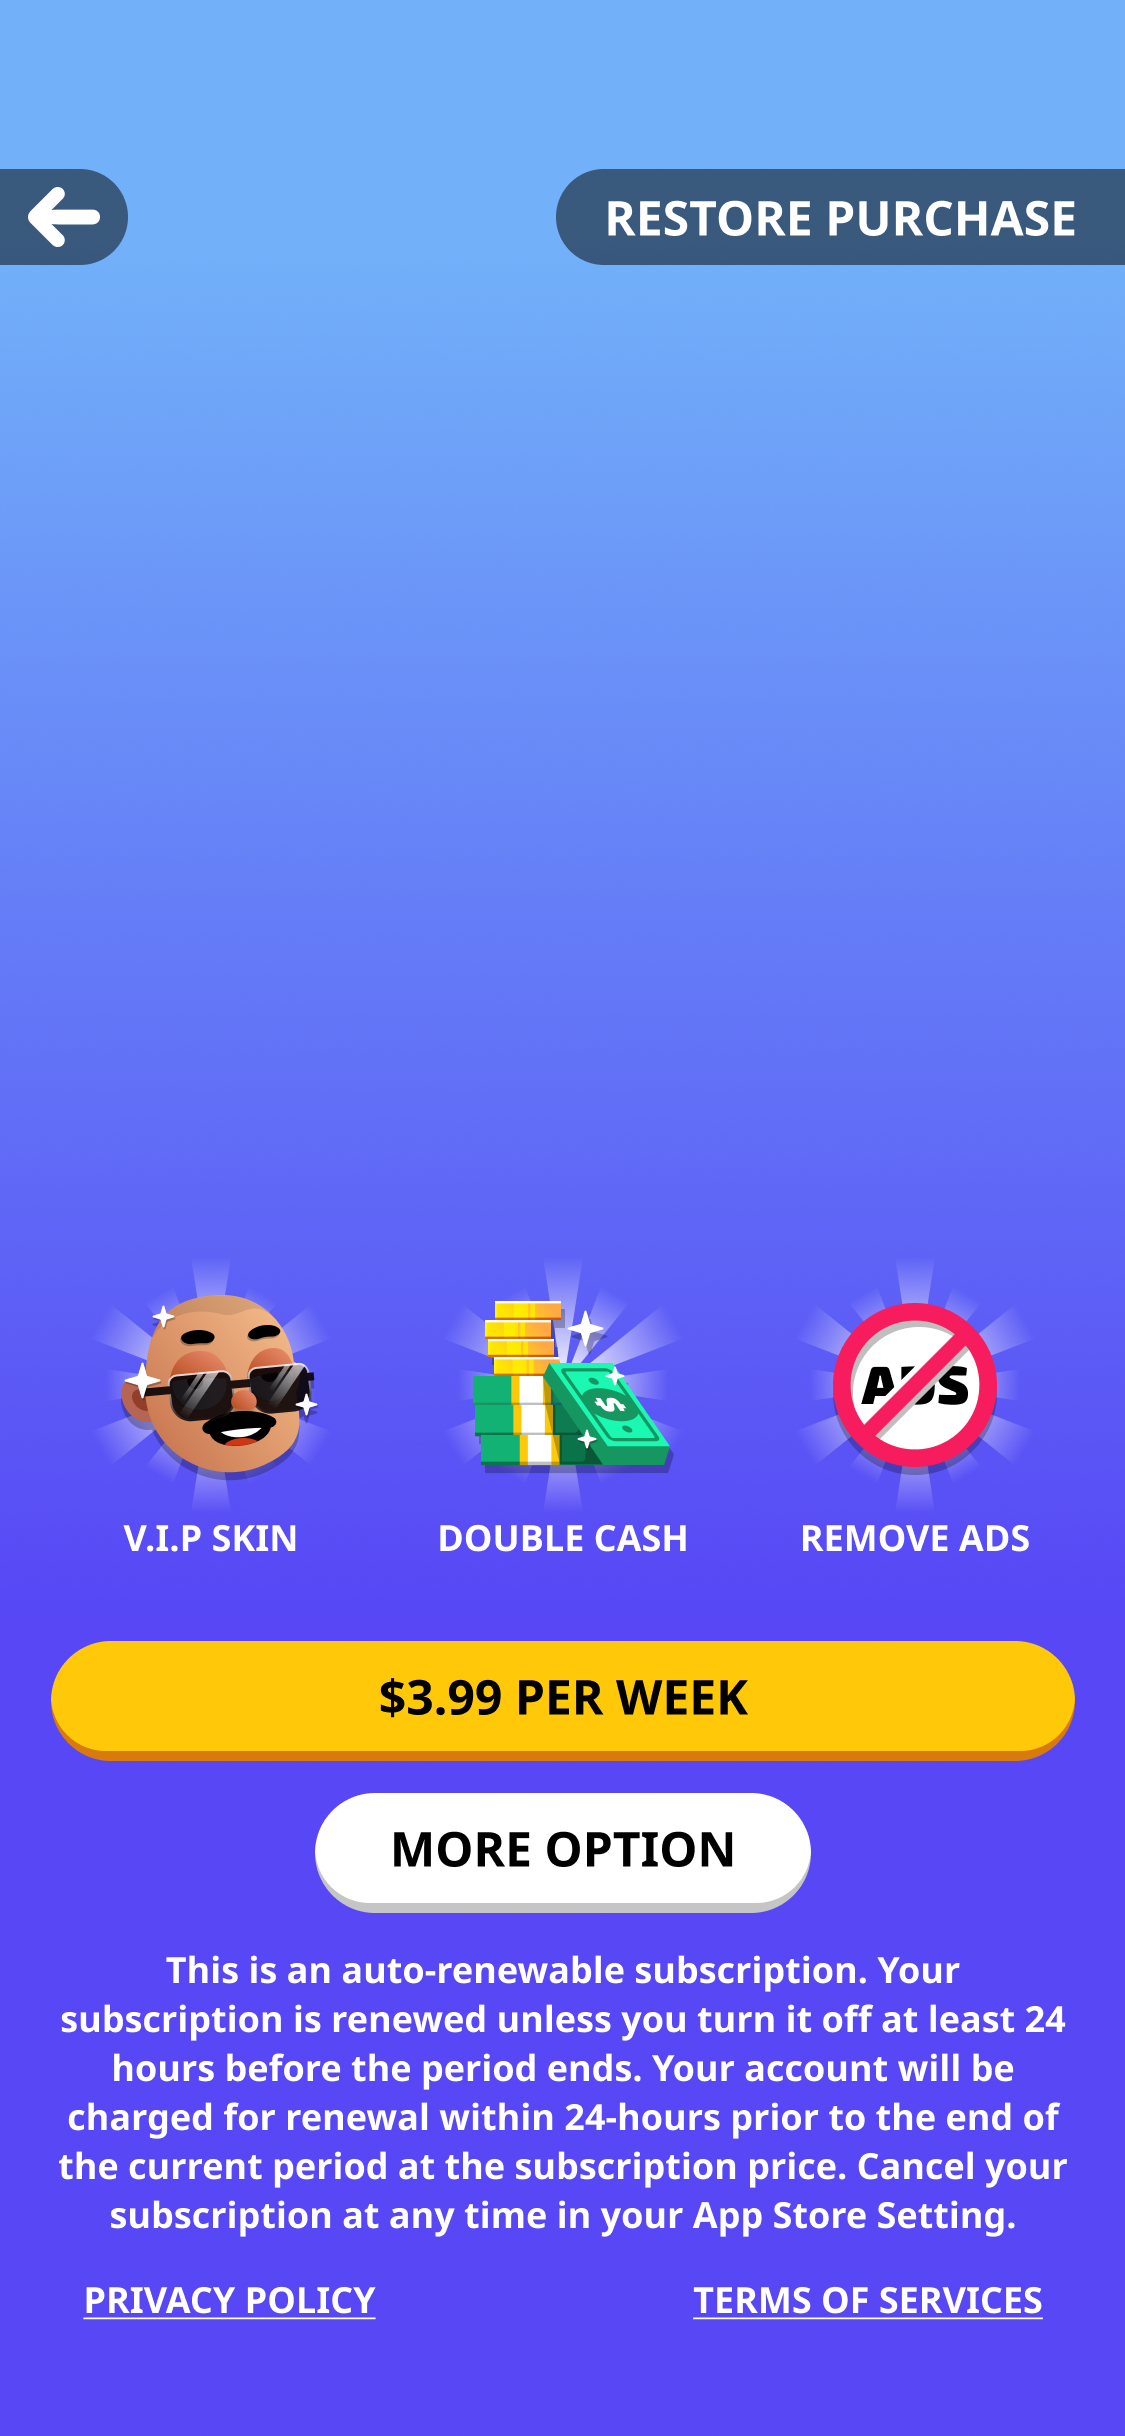 RESTORE PURCHASE
ADS
V.I.P SKIN
DOUBLE CASH
REMOVE ADS
$3.99 PER WEEK
MORE OPTION
This is an auto-renewable subscription. Your
subscription is renewed unless you turn it off at least 24
hours before the period ends. Your account will be
charged for renewal within 24-hours prior to the end of
the current period at the subscription price. Cancel your
subscription at any time in your App Store Setting.
PRIVACY POLICY
TERMS OF SERVICES